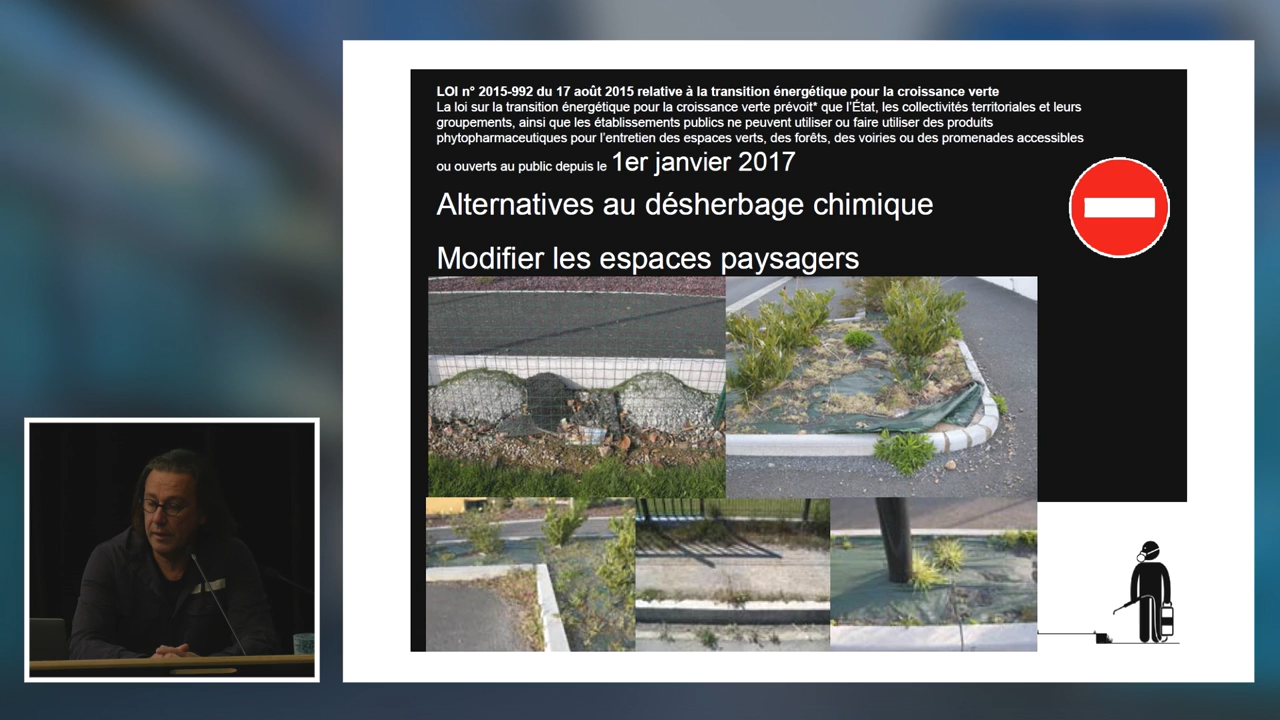 LOI n° 2015-992 du 17 août 2015 relative à la transition énergétique pour la croissance verte
La loi sur la transition énergétique pour la croissance verte prévoit* que l'État, les collectivités territoriales et leurs
groupements, ainsi que les établissements publics ne peuvent utiliser ou faire utiliser des produits
phytopharmaceutiques pour l'entretien des espaces verts, des forêts, des voiries ou des promenades accessibles
ou ouverts au public depuis le 1er janvier 2017
Alternatives au désherbage chimique
Modifier les espaces paysagers